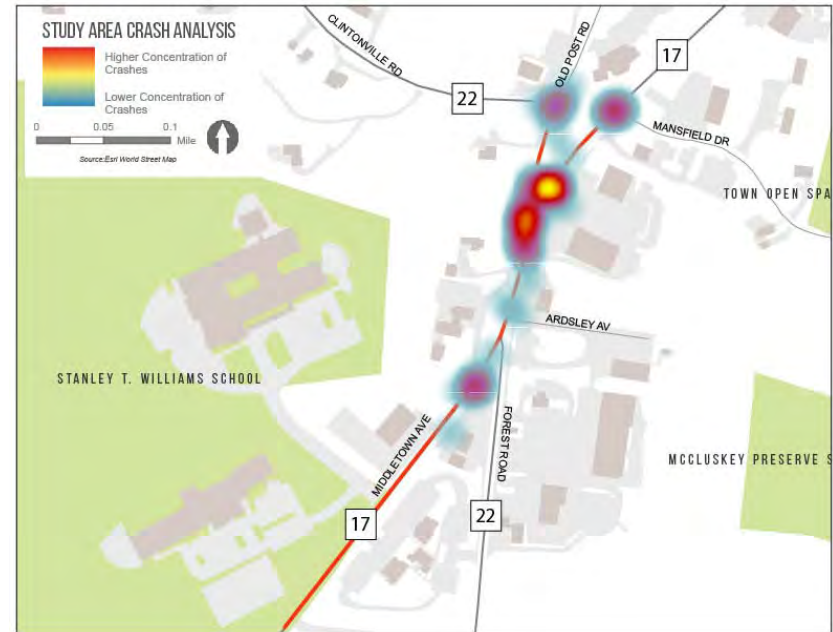 STUDY AREA CRASH ANALYSIS
Higher Concentration of
Crashes
Lower Concentration of
Crashes
0 0.05 0.1
Mile
Source:Esri World Street Map
CLINTONVILLE RD
22
OLD POST RD
17
MANSFIELD DR
TOWN OPEN SPA
ARDSLEY AV
STANLEY T. WILLIAMS SCHOOL
MIDDLETOWN AVE
FOREST ROAD
MCCLUSKEY PRESERVE S
17
22